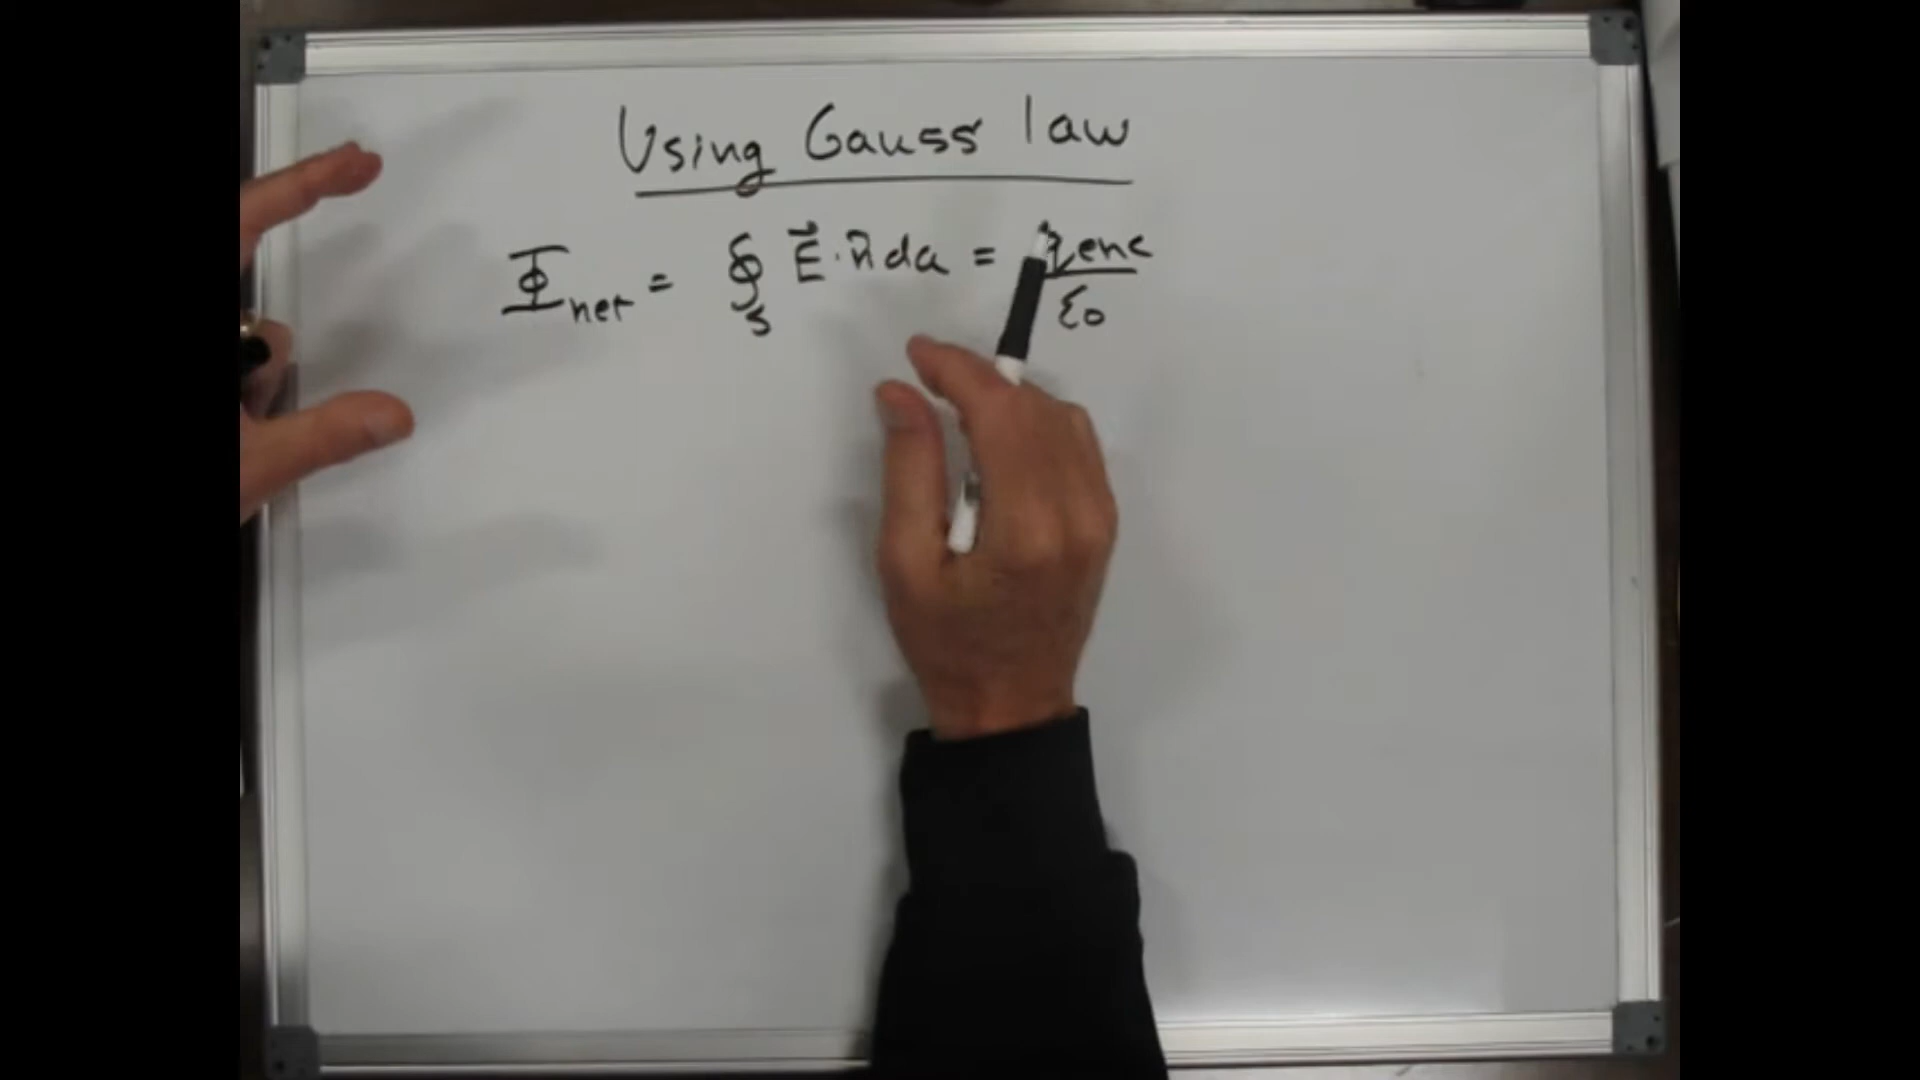 Using Gauss law
Φnet = ∮s E⃗·n̂da = qenc/ε0